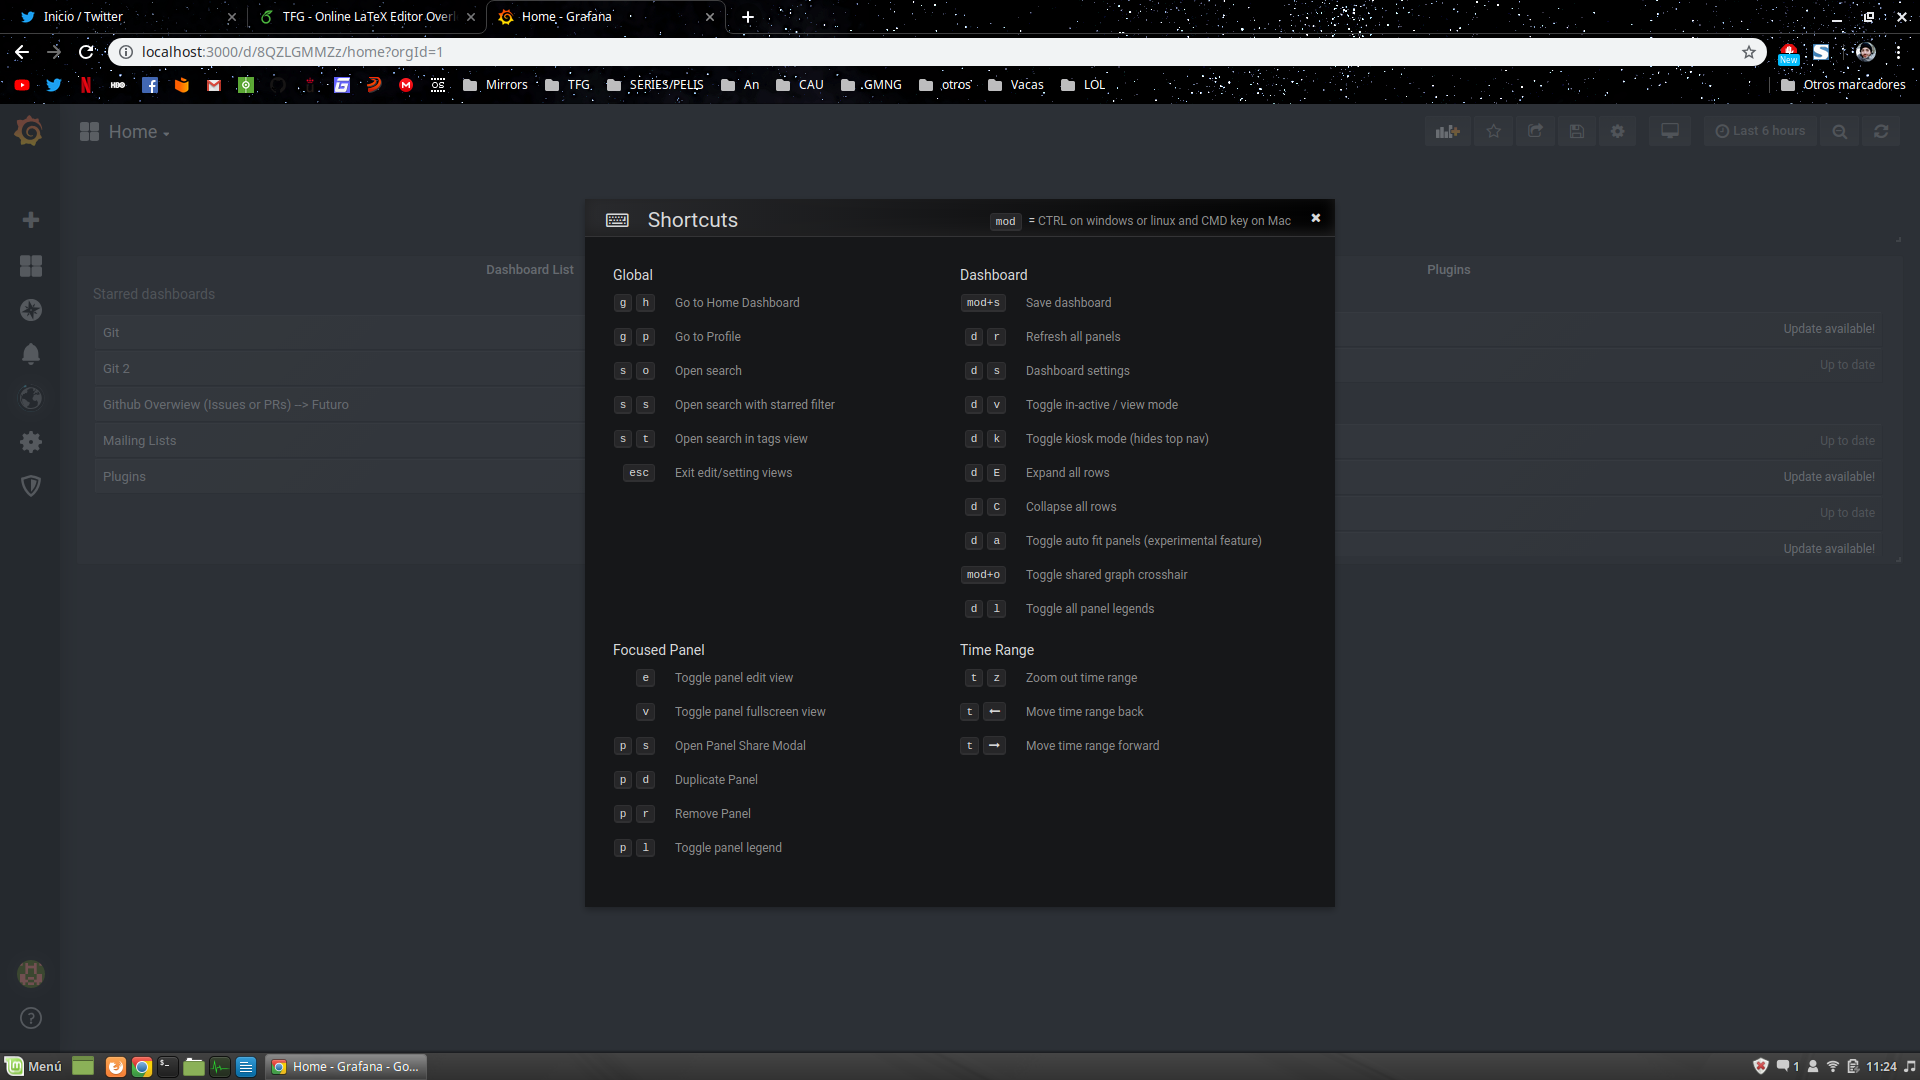 Inicio / Twitter
TFG - Online LaTeX Editor Overl
Home - Grafana
localhost:3000/d/8QZLGMMZz/home?orgId=1
New
HBO
OS
Mirrors
TFG
SERIES/PELIS
An
CAU
.GMNG
otros
Vacas
LOL
Otros marcadores
Home
Last 6 hours
Shortcuts
mod = CTRL on windows or linux and CMD key on Mac
Dashboard List
Starred dashboards
Git
Git 2
Github Overwiew (Issues or PRs) --> Futuro
Mailing Lists
Plugins
Global
g h Go to Home Dashboard
g p Go to Profile
s o Open search
s s Open search with starred filter
s t Open search in tags view
esc Exit edit/setting views
Dashboard
mod+s Save dashboard
d r Refresh all panels
d s Dashboard settings
d v Toggle in-active / view mode
d k Toggle kiosk mode (hides top nav)
d E Expand all rows
d C Collapse all rows
d a Toggle auto fit panels (experimental feature)
mod+o Toggle shared graph crosshair
d l Toggle all panel legends
Focused Panel
e Toggle panel edit view
v Toggle panel fullscreen view
p s Open Panel Share Modal
p d Duplicate Panel
p r Remove Panel
p l Toggle panel legend
Time Range
t z Zoom out time range
t ← Move time range back
t → Move time range forward
Plugins
Update available!
Up to date
Up to date
Update available!
Up to date
Update available!
Menú
Home - Grafana - Go...
1
11:24